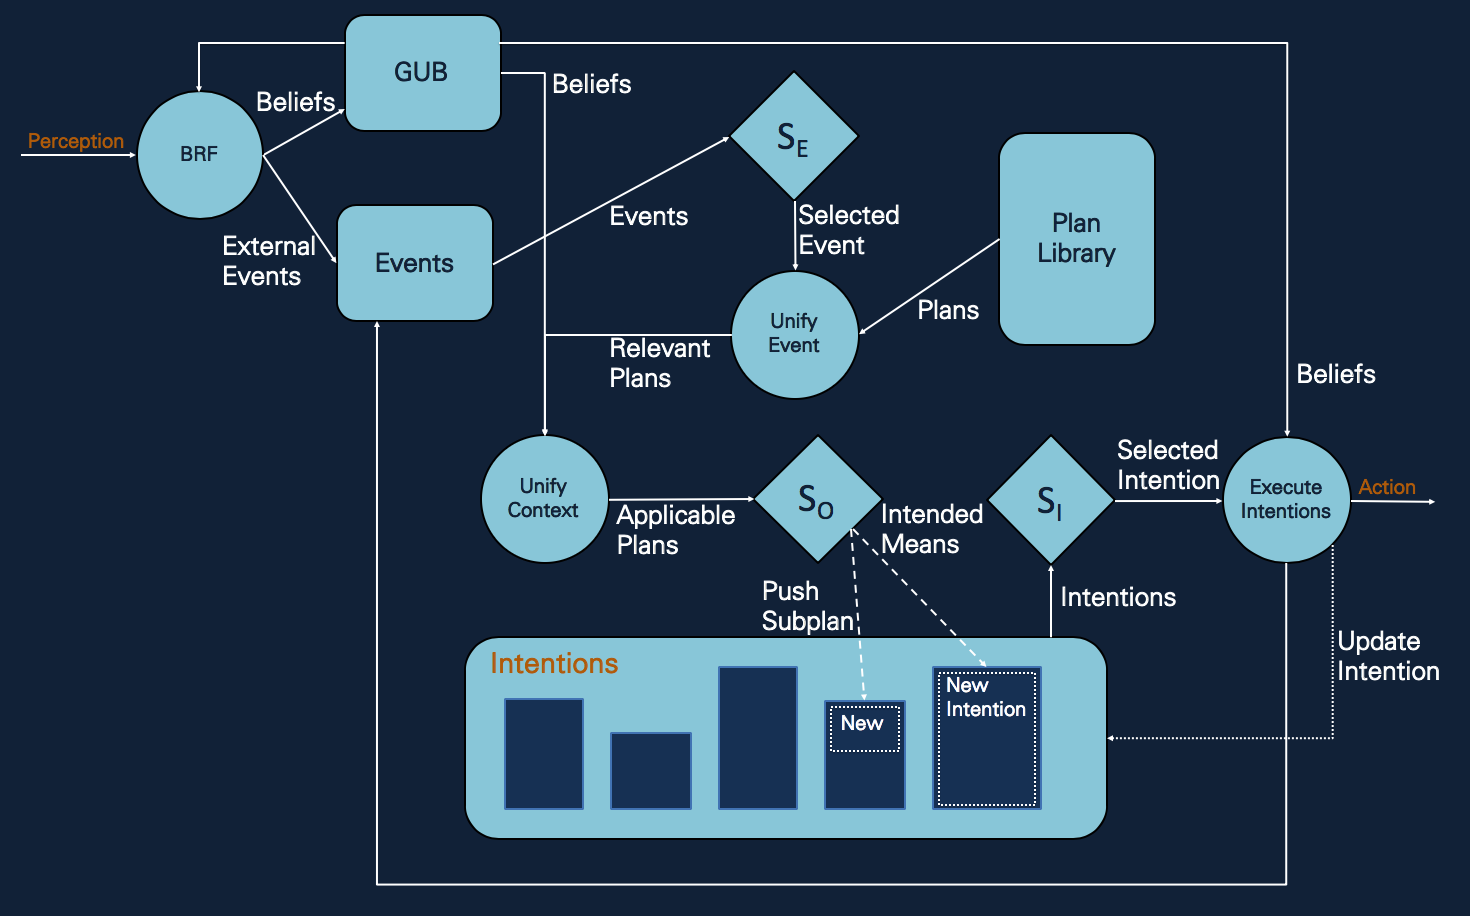 GUB
Beliefs
Beliefs
Perception
BRF
S_E
External
Events
Events
Events
Selected
Event
Plan
Library
Unify
Event
Plans
Relevant
Plans
Beliefs
Unify
Context
Applicable
Plans
S_O
Intended
Means
S_I
Selected
Intention
Execute
Intentions
Action
Push
Subplan
Intentions
Update
Intention
Intentions
New
New
Intention